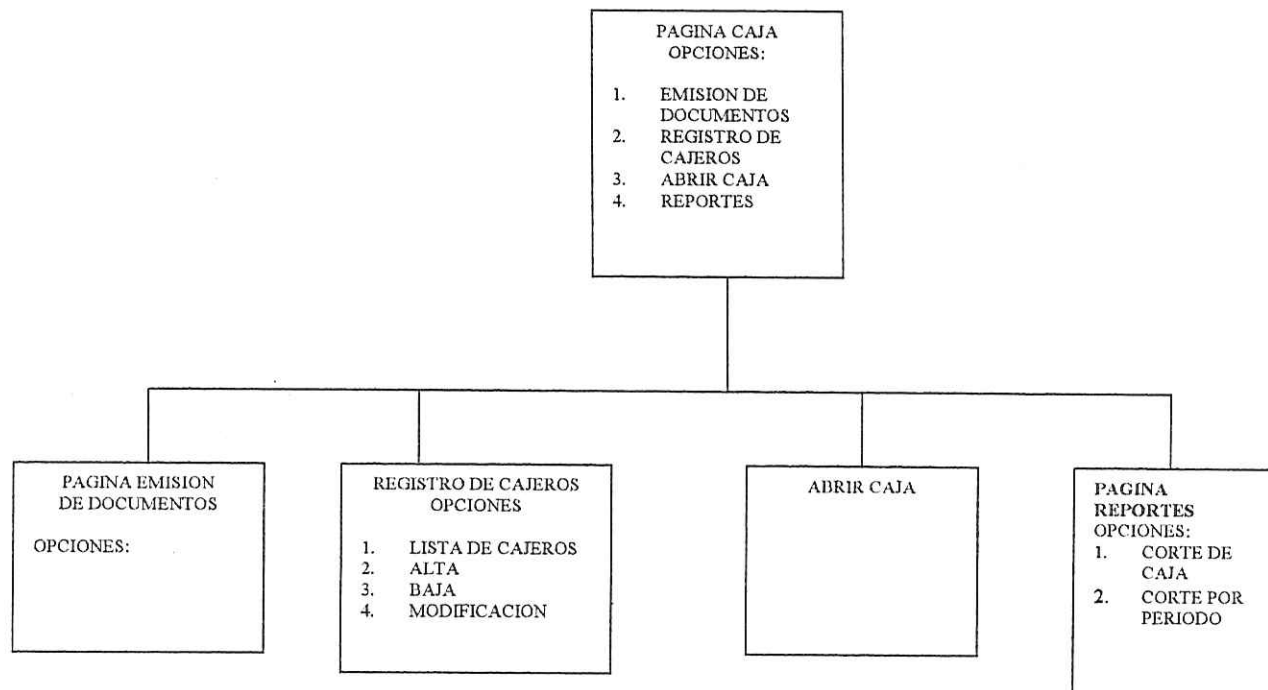 PAGINA CAJA
OPCIONES:
1. EMISION DE
DOCUMENTOS
2. REGISTRO DE
CAJEROS
3. ABRIR CAJA
4. REPORTES
PAGINA EMISION
DE DOCUMENTOS
OPCIONES:
REGISTRO DE CAJEROS
OPCIONES
1. LISTA DE CAJEROS
2. ALTA
3. BAJA
4. MODIFICACION
ABRIR CAJA
PAGINA
REPORTES
OPCIONES:
1. CORTE DE
CAJA
2. CORTE POR
PERIODO